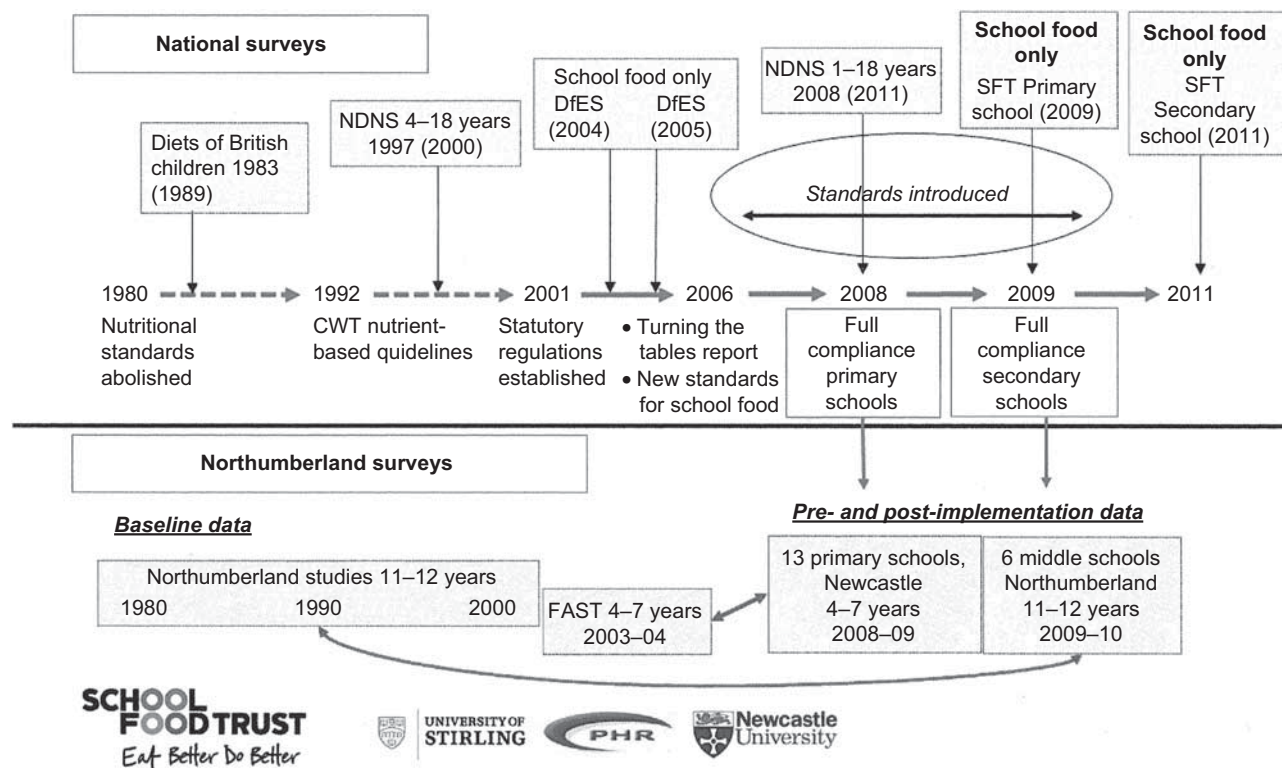 National surveys
Diets of British
children 1983
(1989)
NDNS 4–18 years
1997 (2000)
School food only
DfES DfES
(2004) (2005)
NDNS 1–18 years
2008 (2011)
School food
only
SFT Primary
school (2009)
School food
only
SFT
Secondary
school (2011)
Standards introduced
1980 1992 2001 2006 2008 2009 2011
Nutritional
standards
abolished
CWT nutrient-
based quidelines
Statutory
regulations
established
• Turning the
tables report
• New standards
for school food
Full
compliance
primary
schools
Full
compliance
secondary
schools
Northumberland surveys
Baseline data
Northumberland studies 11–12 years
1980 1990 2000
FAST 4–7 years
2003–04
Pre- and post-implementation data
13 primary schools,
Newcastle
4–7 years
2008–09
6 middle schools
Northumberland
11–12 years
2009–10
SCHOOL
FOOD TRUST
Eat Better Do Better
UNIVERSITY OF
STIRLING
PHR
Newcastle
University